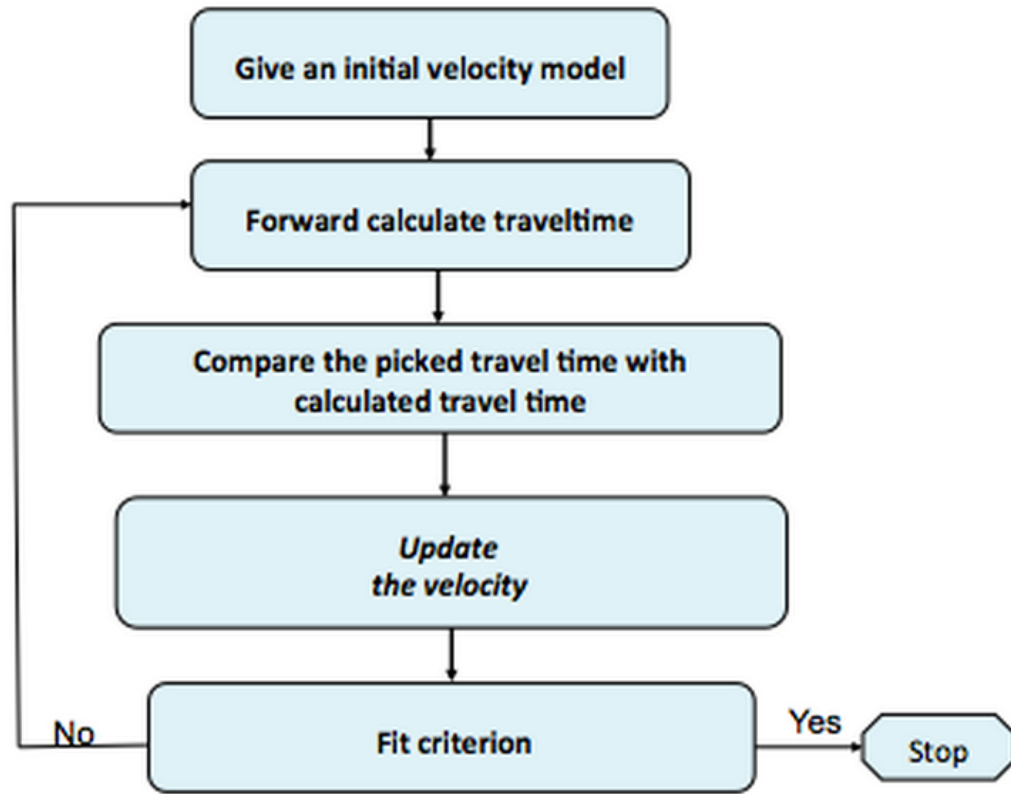 Give an initial velocity model
Forward calculate traveltime
Compare the picked travel time with
calculated travel time
Update
the velocity
Fit criterion
No
Yes
Stop